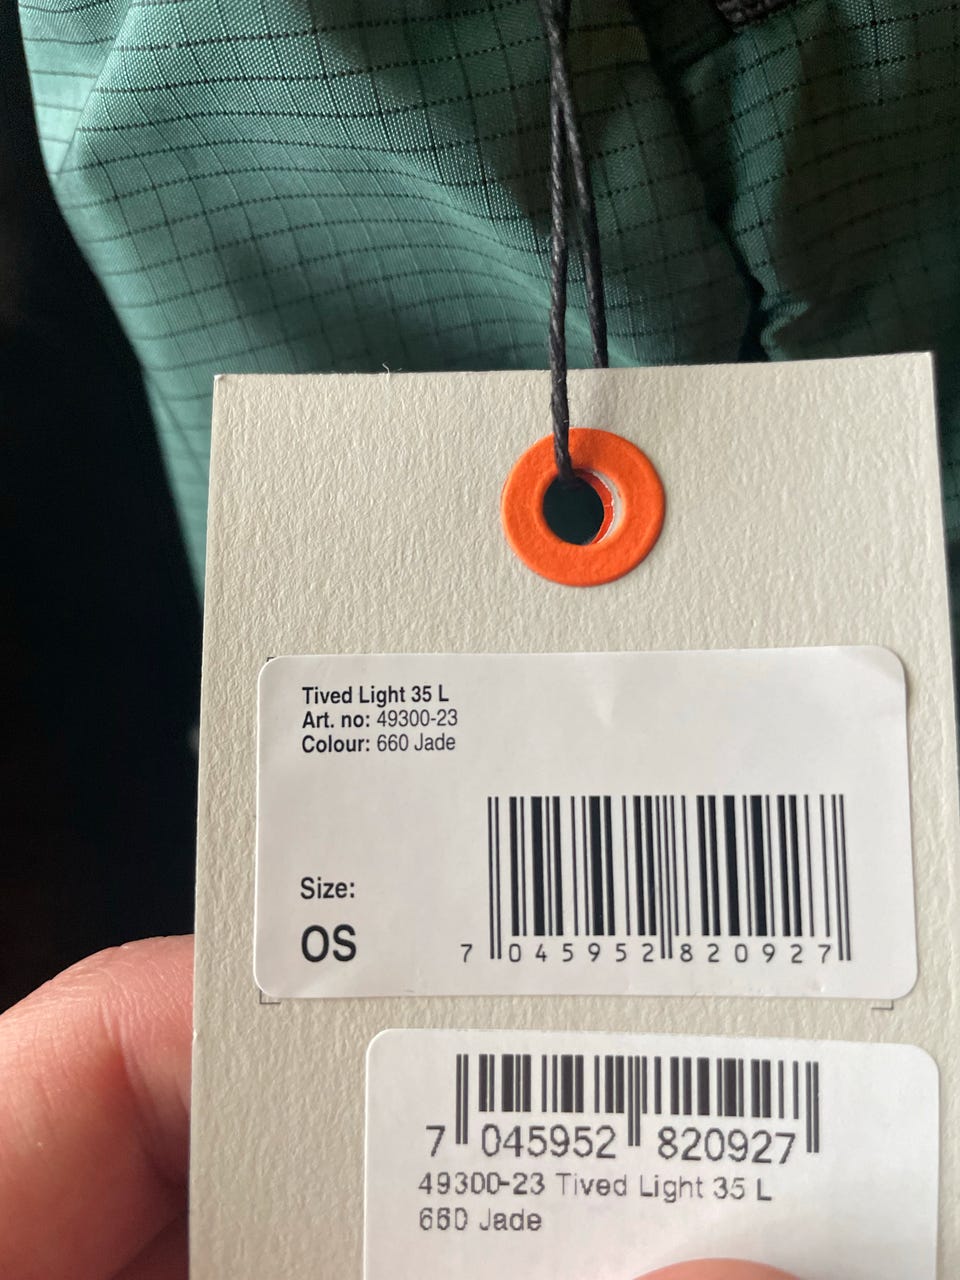 Tived Light 35 L
Art. no: 49300-23
Colour: 660 Jade
Size:
OS
7 045952 820927
7 045952 820927
49300-23 Tived Light 35 L
660 Jade